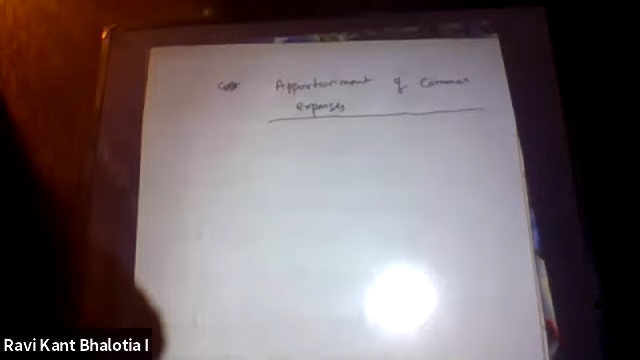 Apportionment of Common
expenses
Ravi Kant Bhalotia I